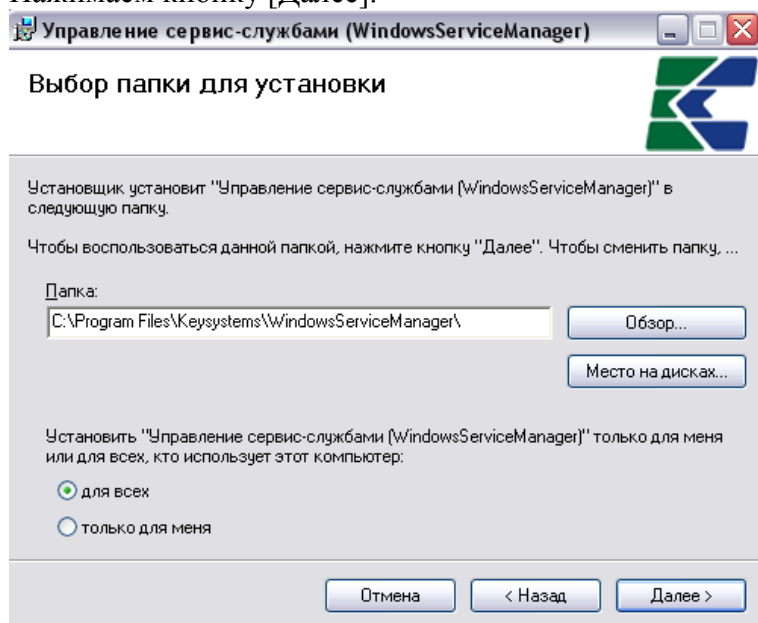 Нажимаем кнопку [Далее].
Управление сервис-службами (WindowsServiceManager)
Выбор папки для установки
Установщик установит "Управление сервис-службами (WindowsServiceManager)" в
следующую папку.
Чтобы воспользоваться данной папкой, нажмите кнопку "Далее". Чтобы сменить папку, ...
Папка:
C:\Program Files\Keysystems\WindowsServiceManager\
Обзор...
Место на дисках...
Установить "Управление сервис-службами (WindowsServiceManager)" только для меня
или для всех, кто использует этот компьютер:
для всех
только для меня
Отмена
< Назад
Далее >